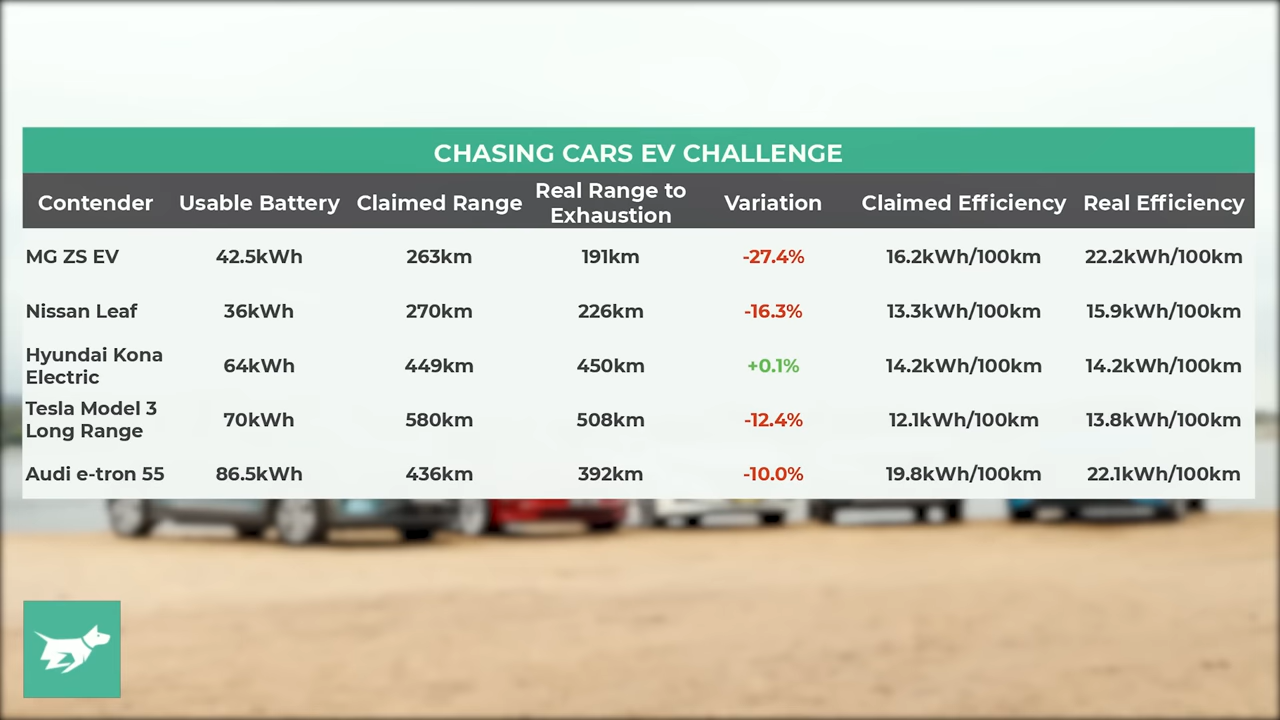 CHASING CARS EV CHALLENGE
Contender Usable Battery Claimed Range Real Range to Exhaustion Variation Claimed Efficiency Real Efficiency
MG ZS EV 42.5kWh 263km 191km -27.4% 16.2kWh/100km 22.2kWh/100km
Nissan Leaf 36kWh 270km 226km -16.3% 13.3kWh/100km 15.9kWh/100km
Hyundai Kona Electric 64kWh 449km 450km +0.1% 14.2kWh/100km 14.2kWh/100km
Tesla Model 3 Long Range 70kWh 580km 508km -12.4% 12.1kWh/100km 13.8kWh/100km
Audi e-tron 55 86.5kWh 436km 392km -10.0% 19.8kWh/100km 22.1kWh/100km